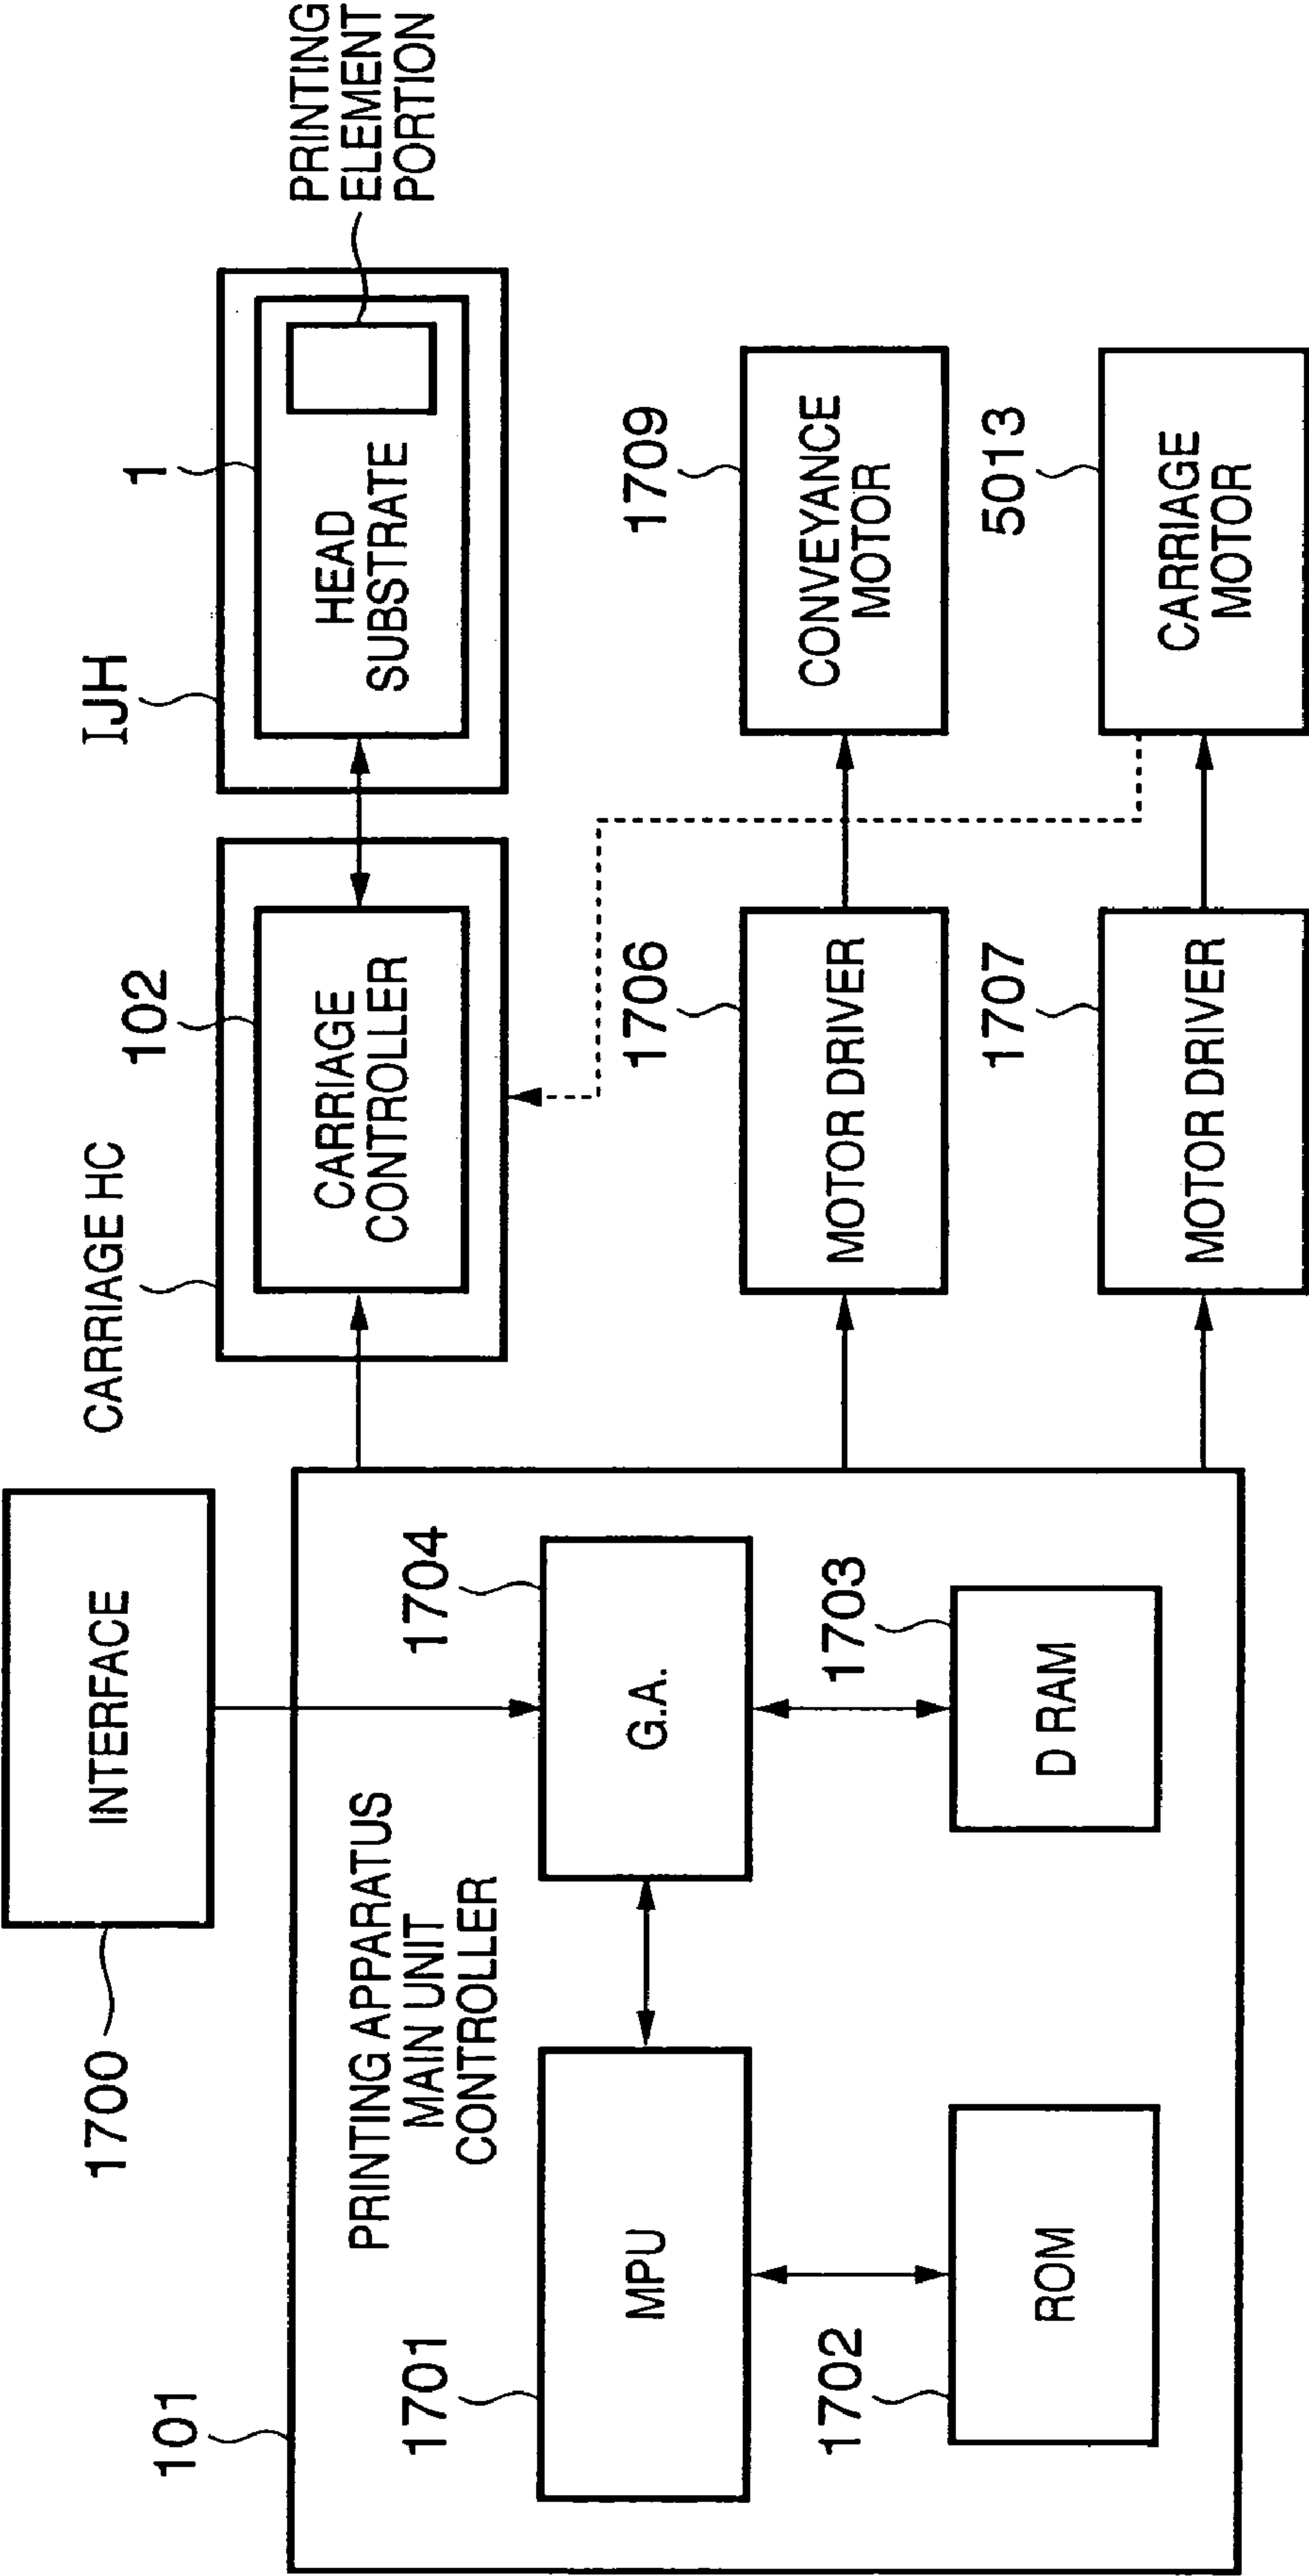 1700
INTERFACE
101
PRINTING APPARATUS
MAIN UNIT
CONTROLLER
1701
MPU
1704
G.A.
1702
ROM
1703
D RAM
CARRIAGE HC
102
CARRIAGE
CONTROLLER
IJH
1
HEAD
SUBSTRATE
PRINTING
ELEMENT
PORTION
1706
MOTOR DRIVER
1709
CONVEYANCE
MOTOR
1707
MOTOR DRIVER
5013
CARRIAGE
MOTOR